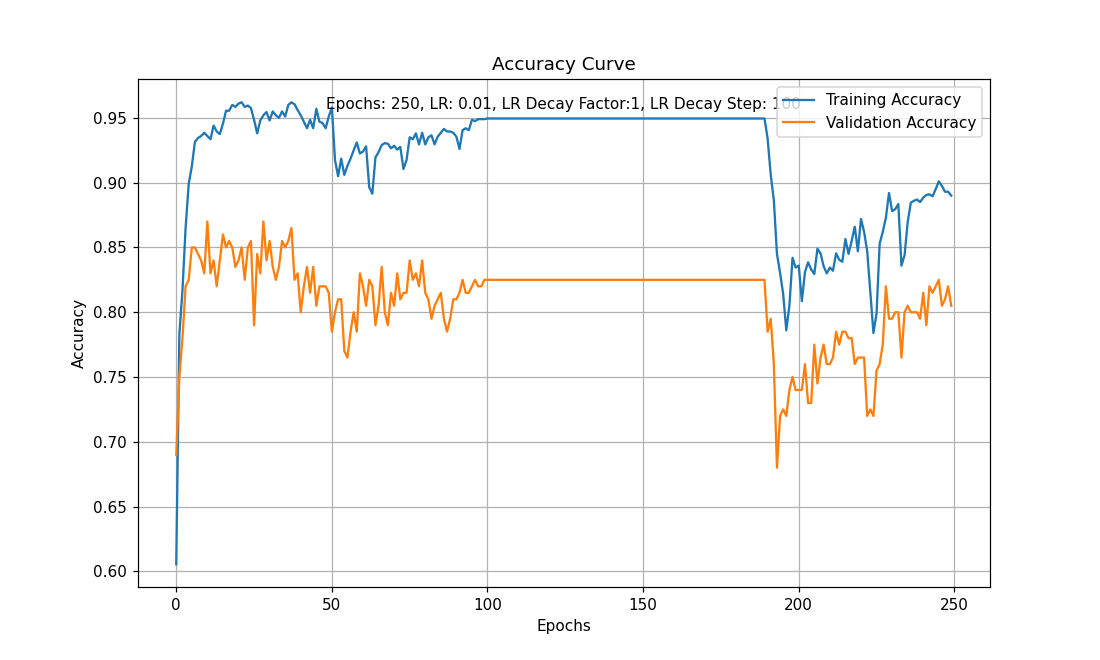 Accuracy Curve
Epochs: 250, LR: 0.01, LR Decay Factor:1, LR Decay Step: 100
Training Accuracy
Validation Accuracy
Accuracy
0.95
0.90
0.85
0.80
0.75
0.70
0.65
0.60
0 50 100 150 200 250
Epochs